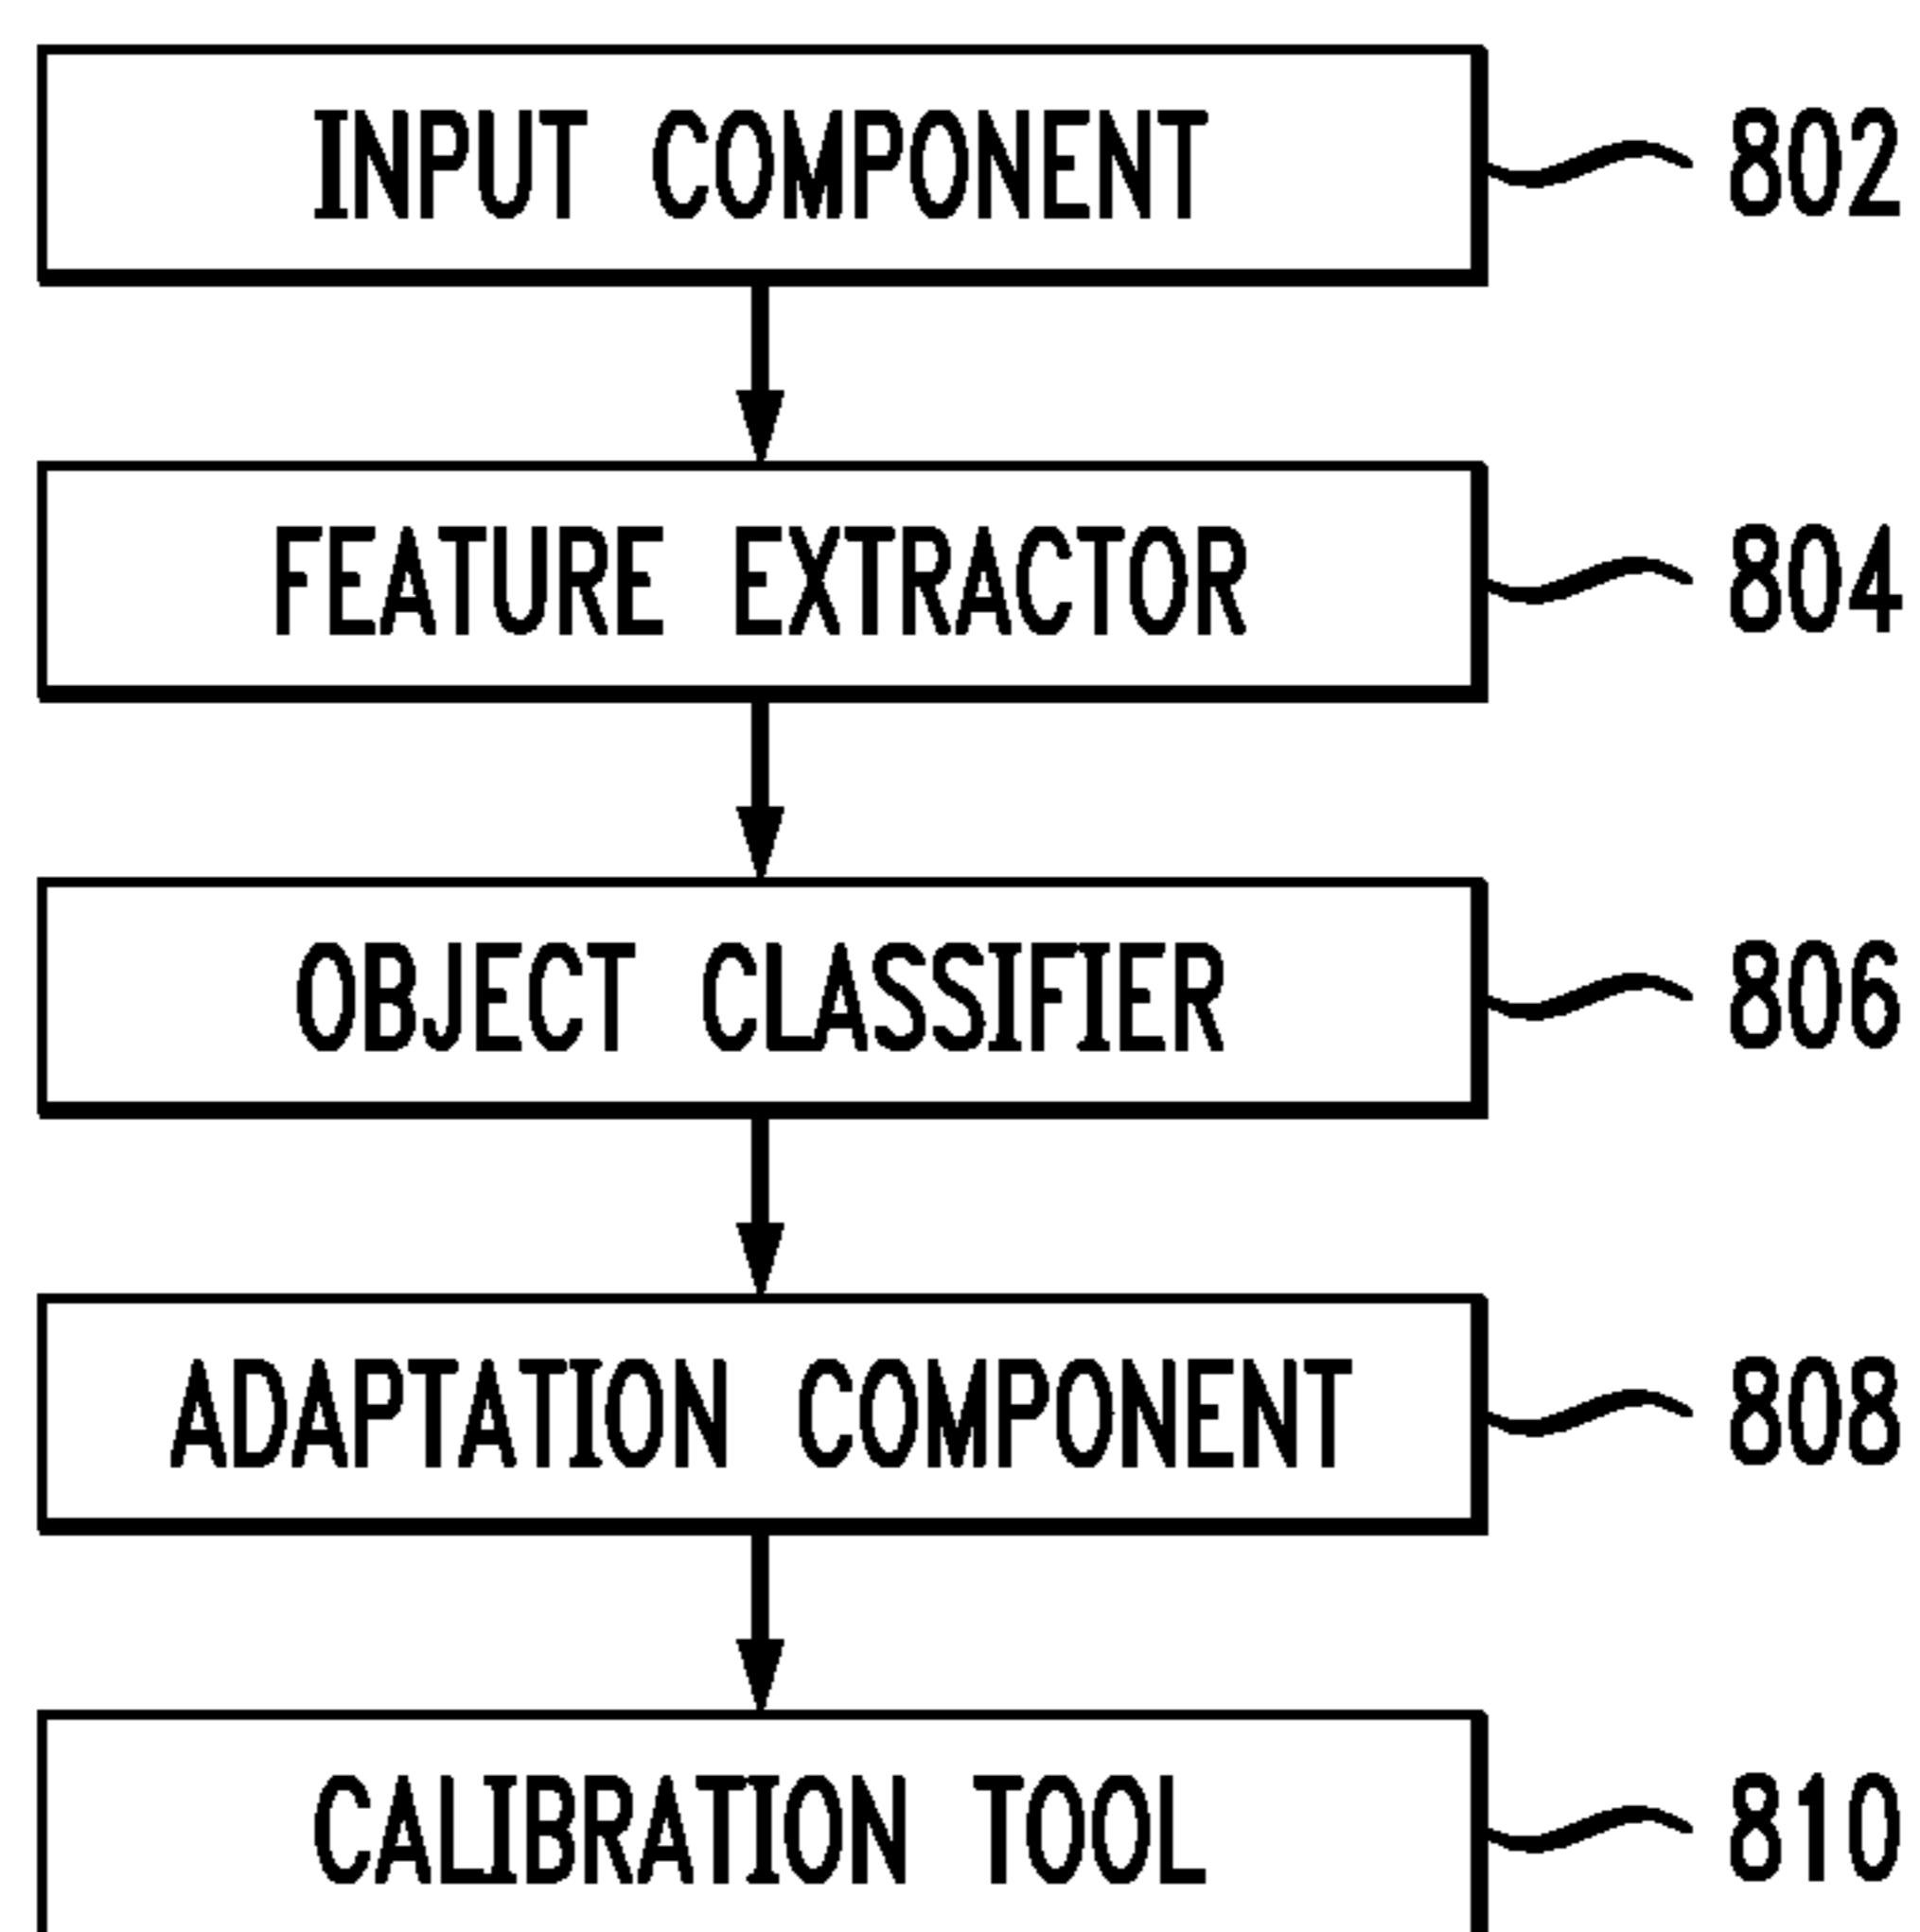 INPUT COMPONENT 802
FEATURE EXTRACTOR 804
OBJECT CLASSIFIER 806
ADAPTATION COMPONENT 808
CALIBRATION TOOL 810